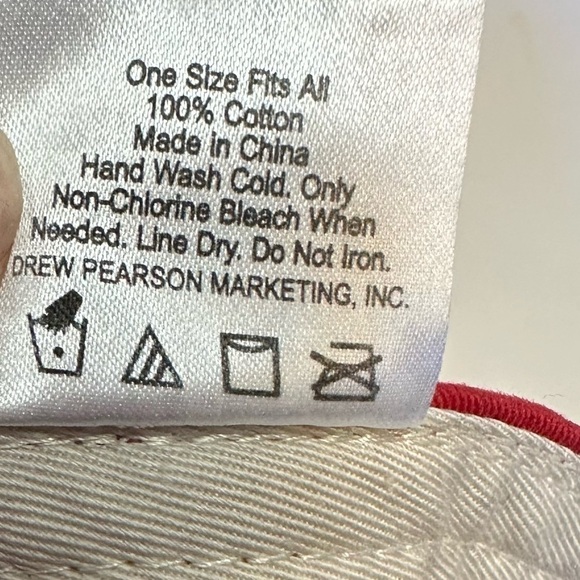 One Size Fits All
100% Cotton
Made in China
Hand Wash Cold. Only
Non-Chlorine Bleach When
Needed. Line Dry. Do Not Iron.
DREW PEARSON MARKETING, INC.